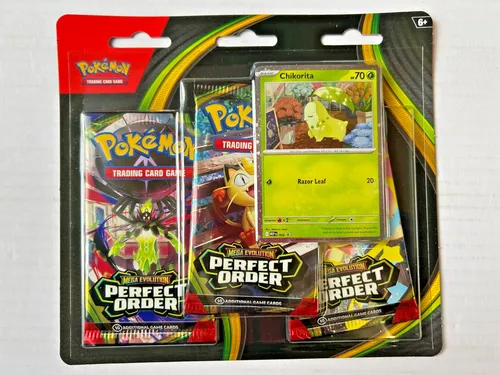 6+
POKÉMON
TRADING CARD GAME
Chikorita
HP70
Razor Leaf 20
Pokémon
TRADING CARD GAME
MEGA EVOLUTION
PERFECT
ORDER
10 ADDITIONAL GAME CARDS
Poké
TRADING
MEGA EVOLUTION
PERFECT
ORDER
10 ADDITIONAL GAME CARDS
MEGA EVOLUTION
PERFECT
ORDER
10 ADDITIONAL GAME CARDS